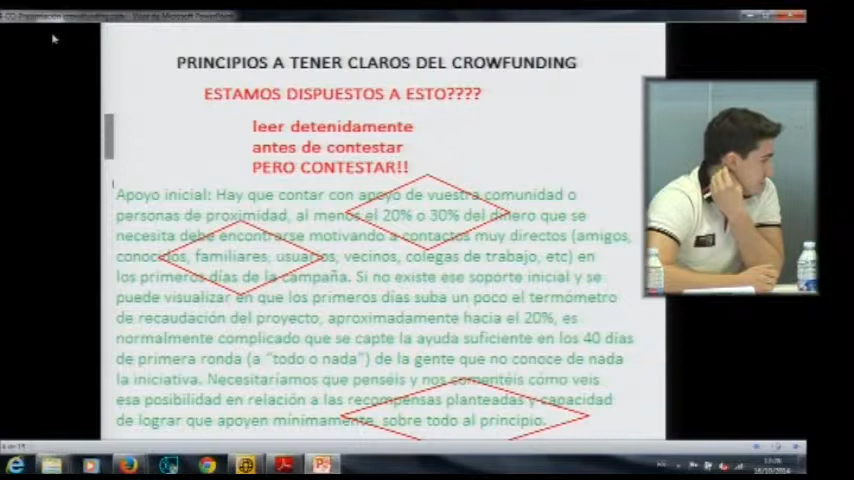 PRINCIPIOS A TENER CLAROS DEL CROWFUNDING
ESTAMOS DISPUESTOS A ESTO????
leer detenidamente
antes de contestar
PERO CONTESTAR!!
Apoyo inicial: Hay que contar con apoyo de vuestra comunidad o
personas de proximidad, al menos el 20% o 30% del dinero que se
necesita debe encontrarse motivando a contactos muy directos (amigos,
conocidos, familiares, usuarios, vecinos, colegas de trabajo, etc) en
los primeros días de la campaña. Si no existe ese soporte inicial y se
puede visualizar en que los primeros días suba un poco el termómetro
de recaudación del proyecto, aproximadamente hacia el 20%, es
normalmente complicado que se capte la ayuda suficiente en los 40 días
de primera ronda (a "todo o nada") de la gente que no conoce de nada
la iniciativa. Necesitaríamos que penséis y nos comentéis cómo veis
esa posibilidad en relación a las recompensas planteadas y capacidad
de lograr que apoyen mínimamente, sobre todo al principio.